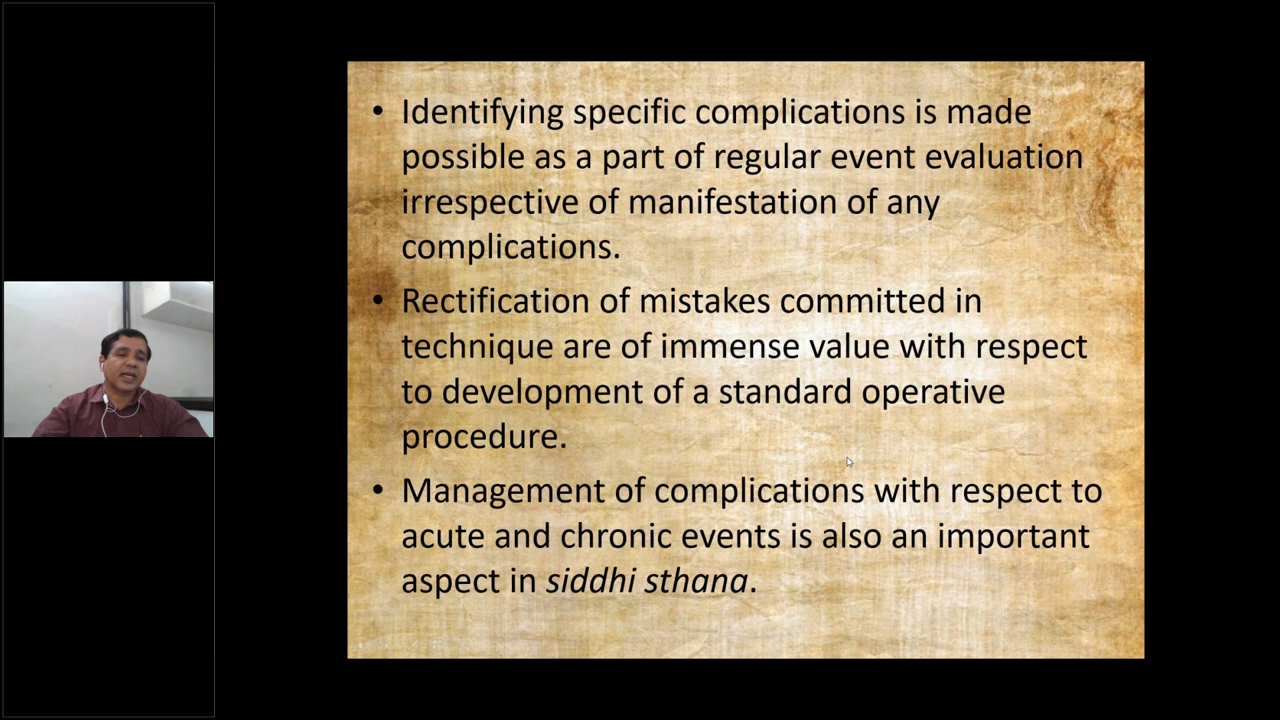 • Identifying specific complications is made
possible as a part of regular event evaluation
irrespective of manifestation of any
complications.
• Rectification of mistakes committed in
technique are of immense value with respect
to development of a standard operative
procedure.
• Management of complications with respect to
acute and chronic events is also an important
aspect in siddhi sthana.